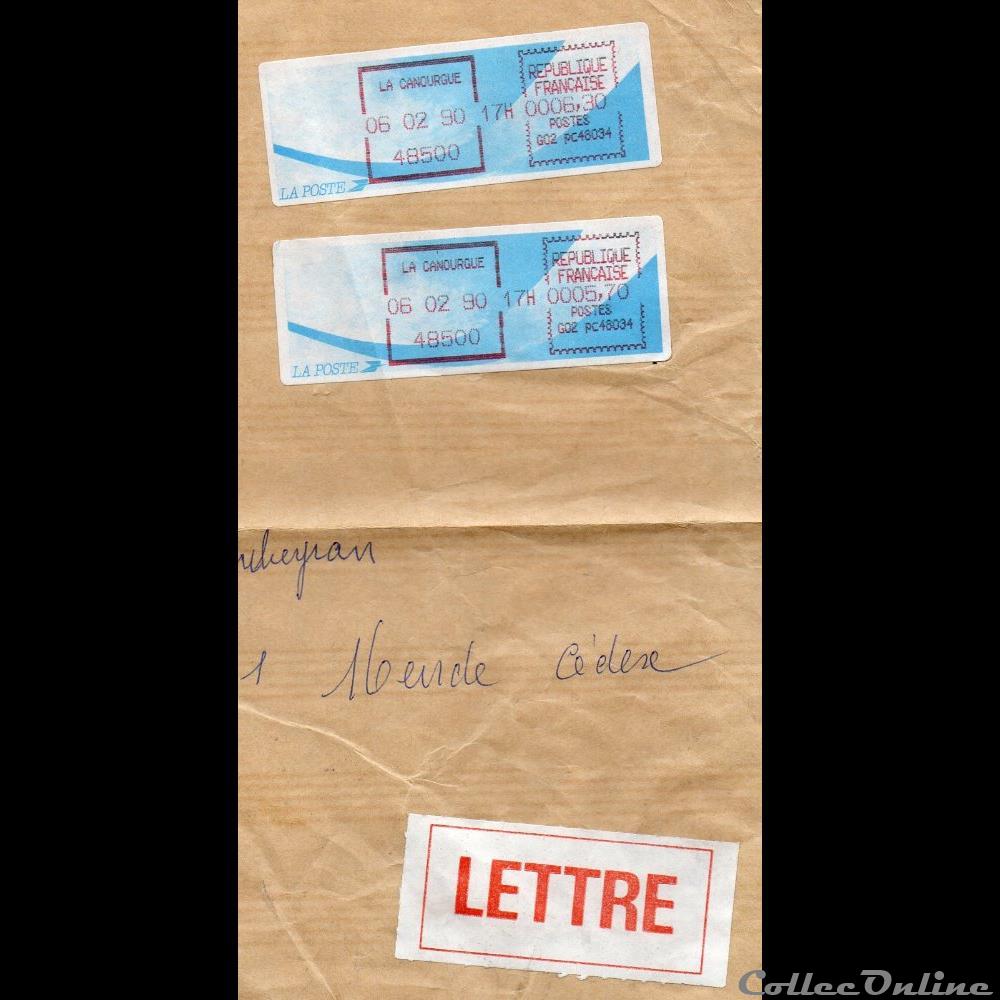 LA CANOURGUE
REPUBLIQUE
FRANCAISE
06 02 90 17H 0006,30
POSTES
G02 PC48034
48500
LA POSTE
LA CANOURGUE
REPUBLIQUE
FRANCAISE
06 02 90 17H 0005,70
POSTES
G02 PC48034
48500
LA POSTE
1 Mende Cédex
LETTRE
CollecOnline